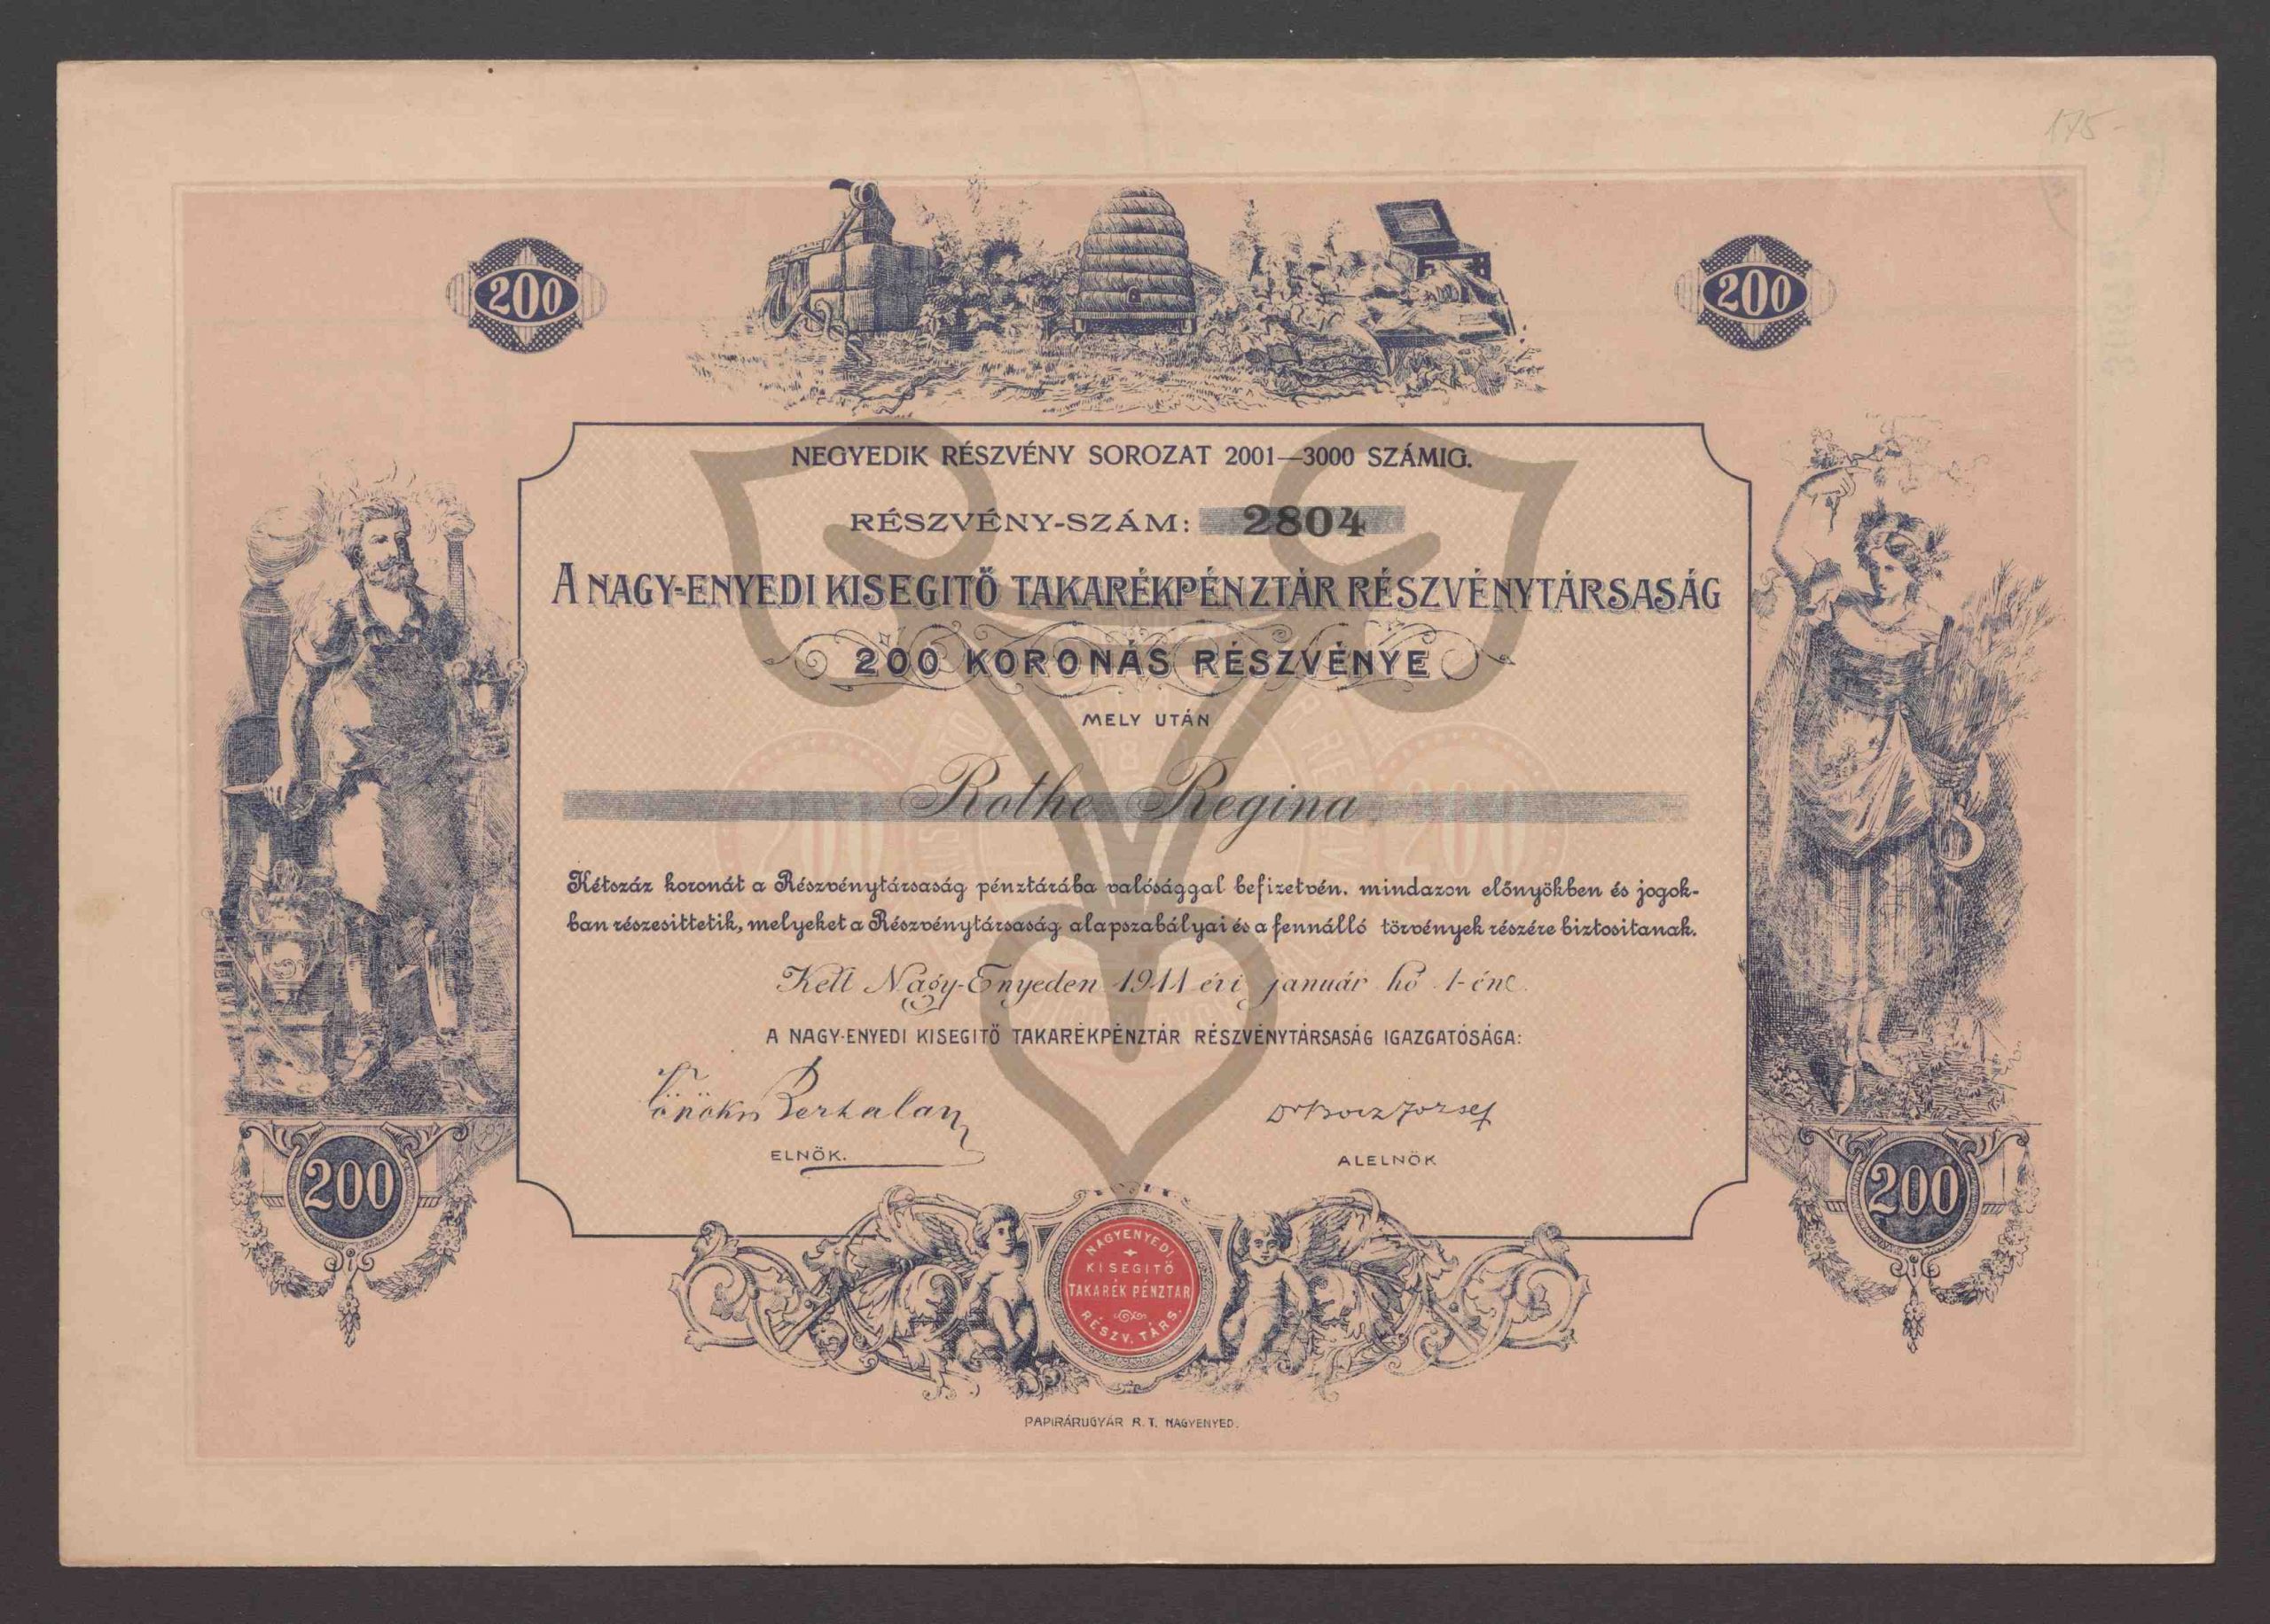 175-
200
200
NEGYEDIK RÉSZVÉNY SOROZAT 2001—3000 SZÁMIG.
RÉSZVÉNY-SZÁM: 2804
A NAGY-ENYEDI KISEGITŐ TAKARÉKPÉNZTÁR RÉSZVÉNYTÁRSASÁG
200 KORONÁS RÉSZVÉNYE
MELY UTÁN
Rothe Regina
Kétszáz koronát a Részvénytársaság pénztárába valósággal befizetvén, mindazon előnyökben és jogok-
ban részesittetik, melyeket a Részvénytársaság alapszabályai és a fennálló törvények részére biztositanak.
Kelt Nagy-Enyeden 1911 évi január hó 1-én.
A NAGY-ENYEDI KISEGITŐ TAKARÉKPÉNZTÁR RÉSZVÉNYTÁRSASÁG IGAZGATÓSÁGA:
József
ELNÖK.
ALELNÖK
200
200
NAGYENYEDI
KISEGITŐ
TAKARÉK PÉNZTÁR
RÉSZV. TÁRS.
PAPIRÁRUGYÁR R. T. NAGYENYED.